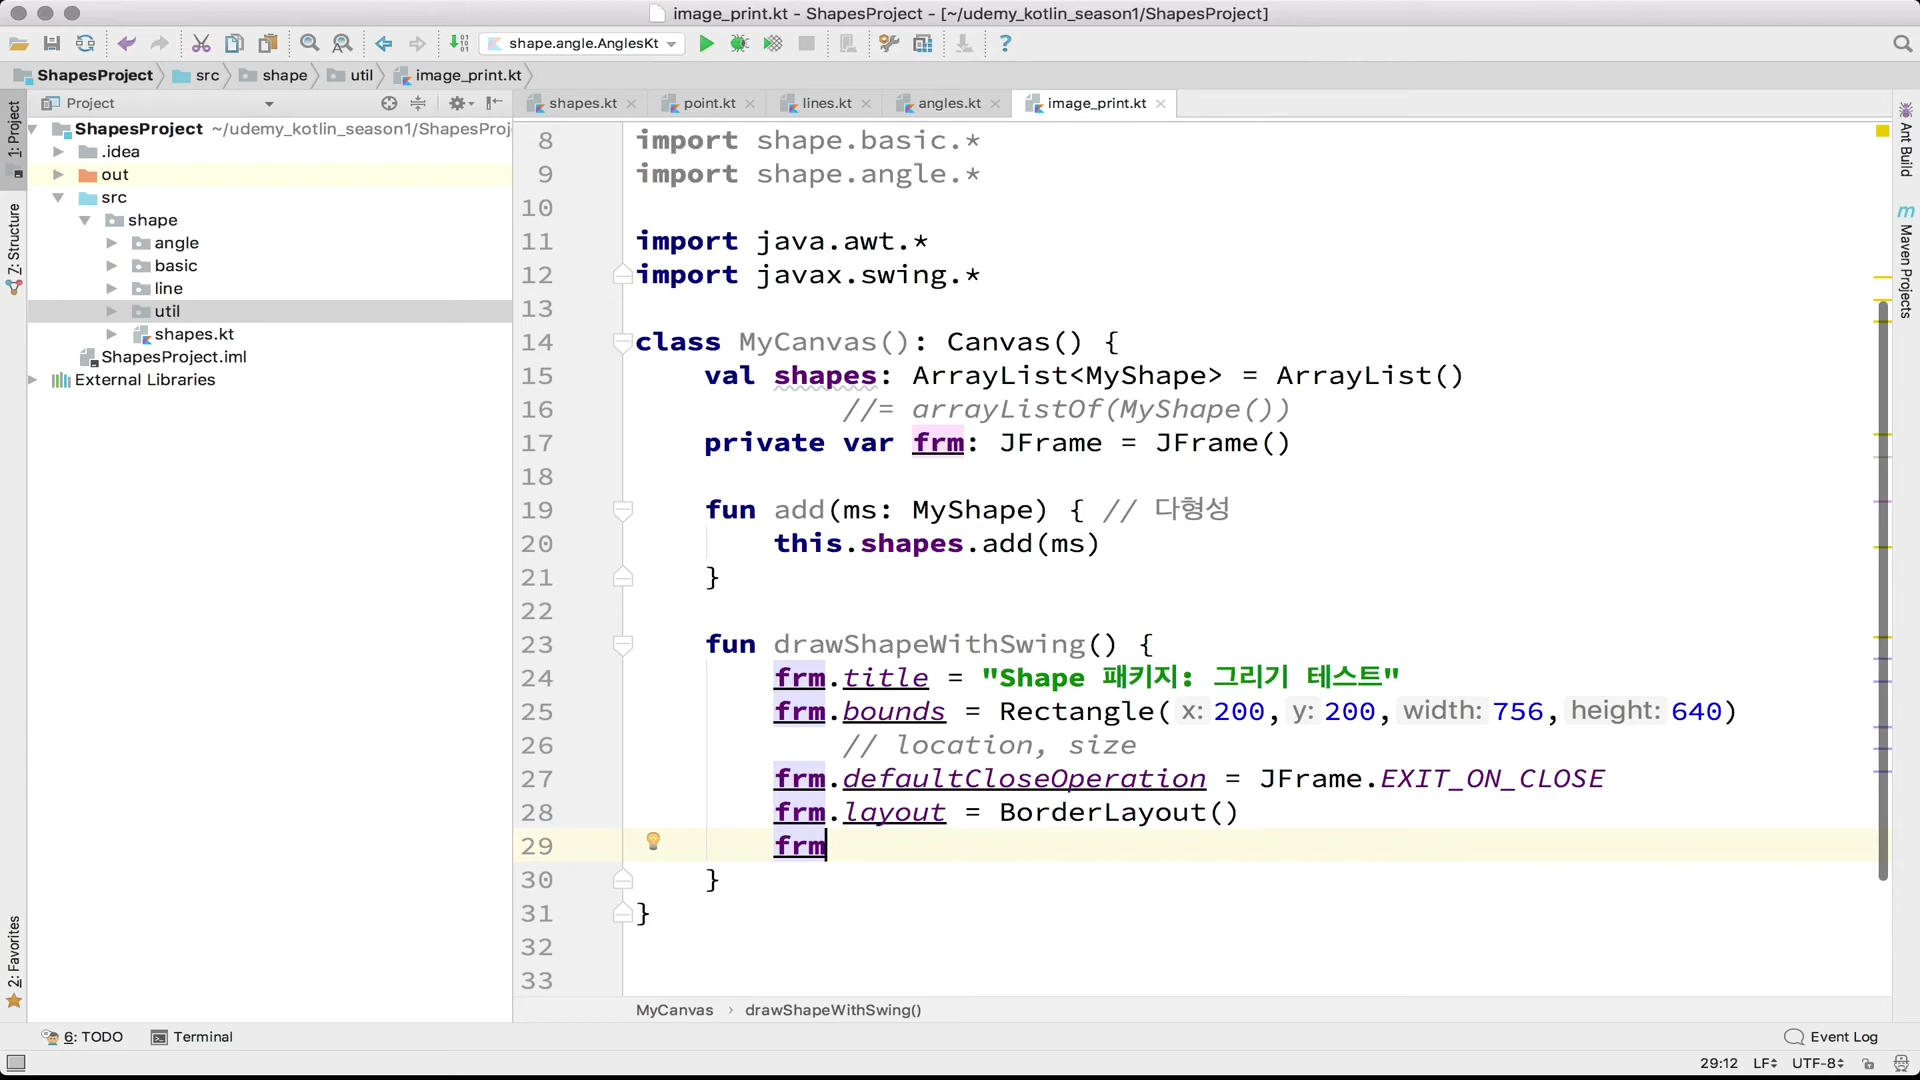 image_print.kt - ShapesProject - [~/udemy_kotlin_season1/ShapesProject]
shape.angle.AnglesKt
ShapesProject src shape util image_print.kt
1: Project
Z: Structure
2: Favorites
Project
ShapesProject ~/udemy_kotlin_season1/ShapesProj
.idea
out
src
shape
angle
basic
line
util
shapes.kt
ShapesProject.iml
External Libraries
shapes.kt point.kt lines.kt angles.kt image_print.kt
8 import shape.basic.*
9 import shape.angle.*
10
11 import java.awt.*
12 import javax.swing.*
13
14 class MyCanvas(): Canvas() {
15 val shapes: ArrayList<MyShape> = ArrayList()
16 //= arrayListOf(MyShape())
17 private var frm: JFrame = JFrame()
18
19 fun add(ms: MyShape) { // 다형성
20 this.shapes.add(ms)
21 }
22
23 fun drawShapeWithSwing() {
24 frm.title = "Shape 패키지: 그리기 테스트"
25 frm.bounds = Rectangle( x: 200, y: 200, width: 756, height: 640)
26 // location, size
27 frm.defaultCloseOperation = JFrame.EXIT_ON_CLOSE
28 frm.layout = BorderLayout()
29 frm
30 }
31 }
32
33
MyCanvas › drawShapeWithSwing()
Ant Build
m Maven Projects
6: TODO Terminal Event Log
29:12 LF UTF-8